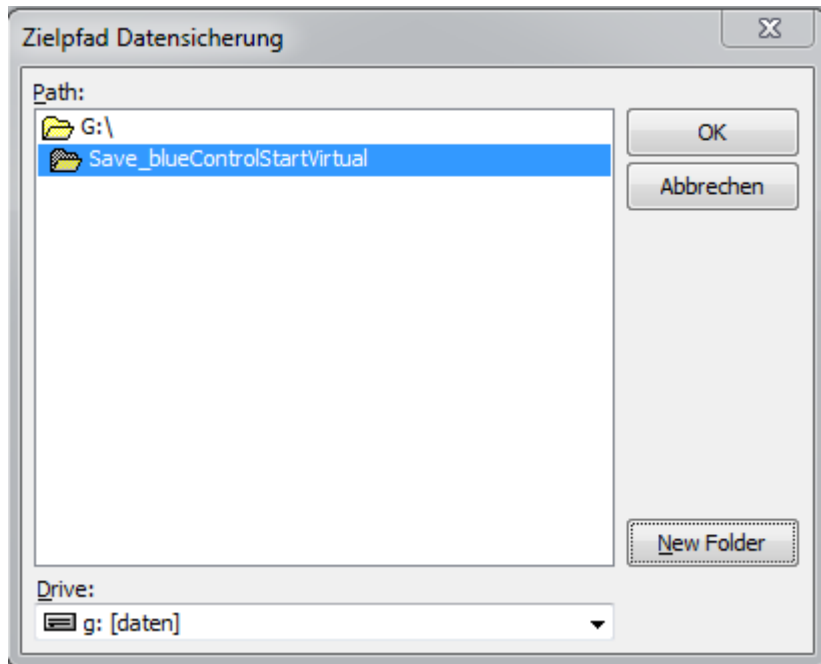 Zielpfad Datensicherung
Path:
G:\
OK
Save_blueControlStartVirtual
Abbrechen
New Folder
Drive:
g: [daten]